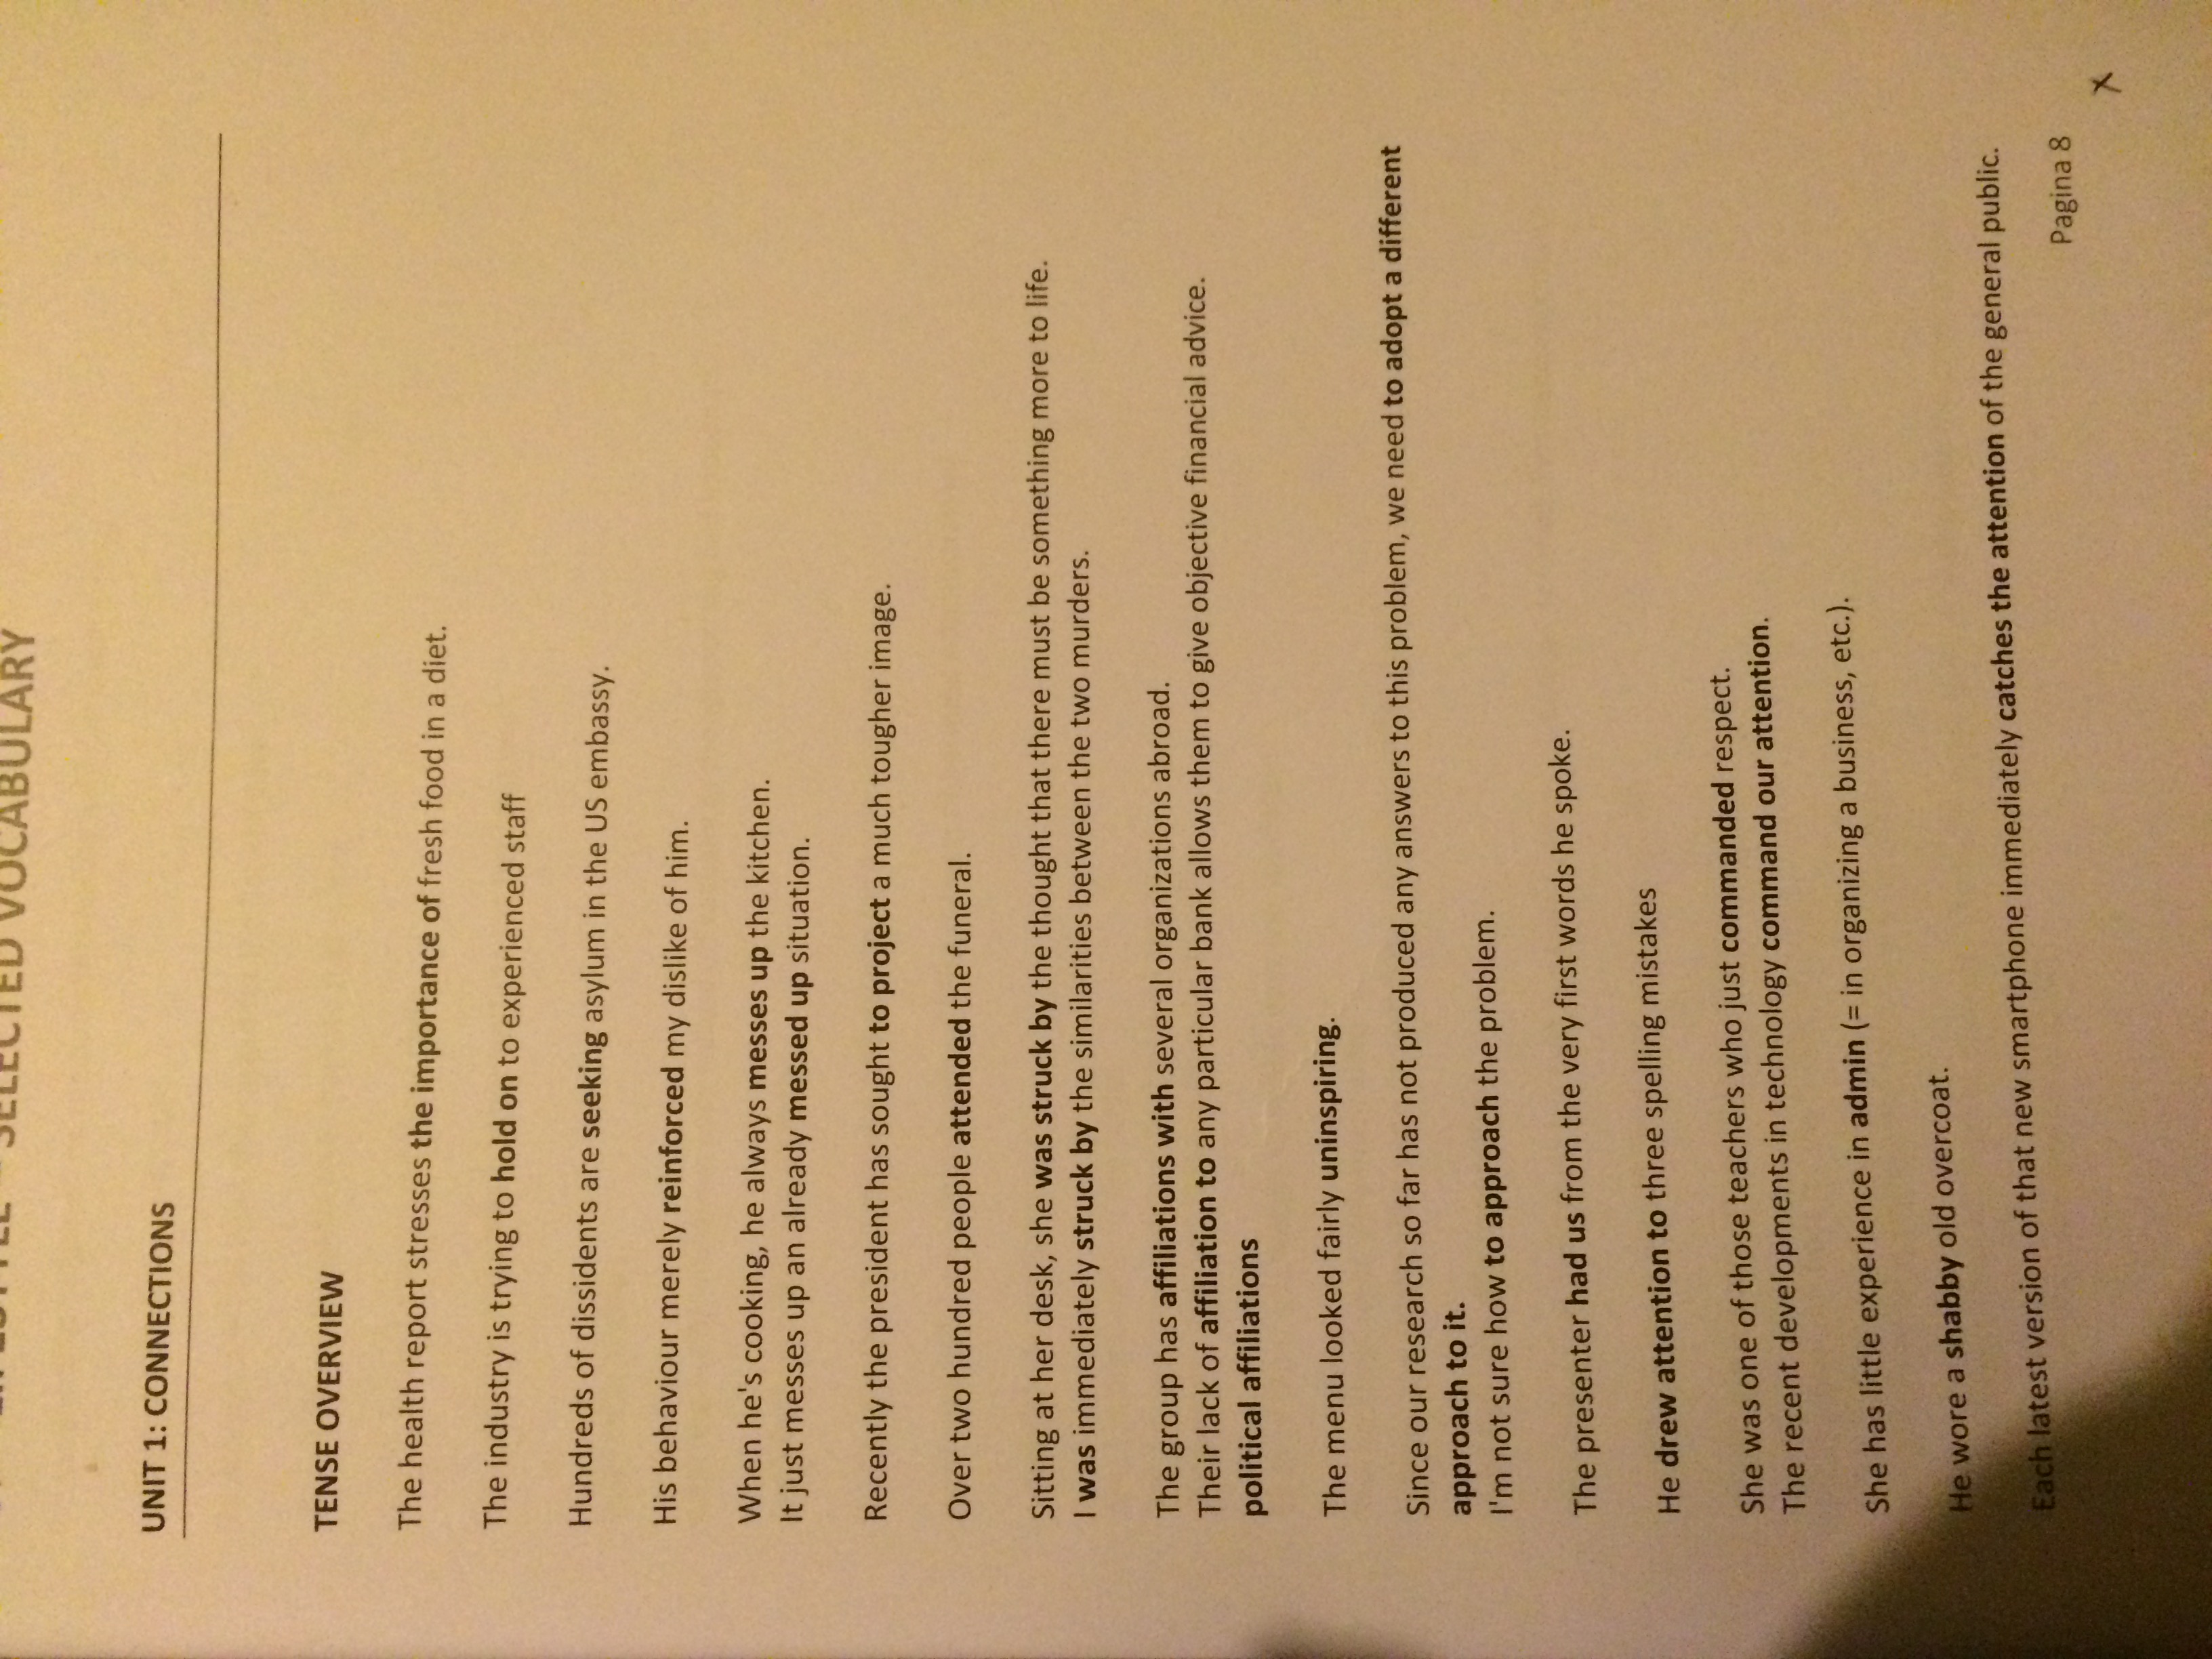 SELECTED VOCABULARY
UNIT 1: CONNECTIONS
TENSE OVERVIEW
The health report stresses the importance of fresh food in a diet.
The industry is trying to hold on to experienced staff
Hundreds of dissidents are seeking asylum in the US embassy.
His behaviour merely reinforced my dislike of him.
When he's cooking, he always messes up the kitchen.
It just messes up an already messed up situation.
Recently the president has sought to project a much tougher image.
Over two hundred people attended the funeral.
Sitting at her desk, she was struck by the thought that there must be something more to life.
I was immediately struck by the similarities between the two murders.
The group has affiliations with several organizations abroad.
Their lack of affiliation to any particular bank allows them to give objective financial advice.
political affiliations
The menu looked fairly uninspiring.
Since our research so far has not produced any answers to this problem, we need to adopt a different
approach to it.
I'm not sure how to approach the problem.
The presenter had us from the very first words he spoke.
He drew attention to three spelling mistakes
She was one of those teachers who just commanded respect.
The recent developments in technology command our attention.
She has little experience in admin (= in organizing a business, etc.).
He wore a shabby old overcoat.
Each latest version of that new smartphone immediately catches the attention of the general public.
Pagina 8
x